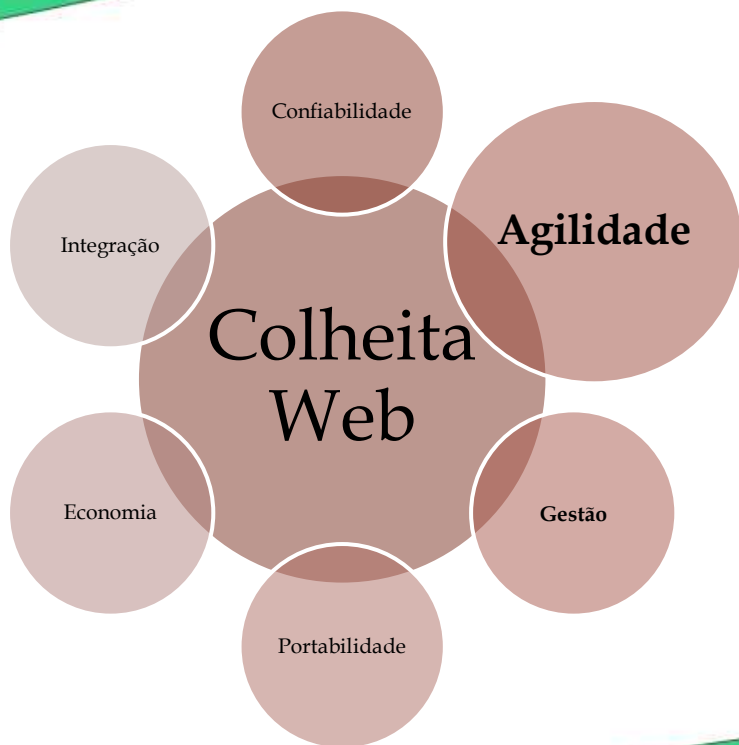 Confiabilidade
Agilidade
Integração
Colheita
Web
Economia
Gestão
Portabilidade